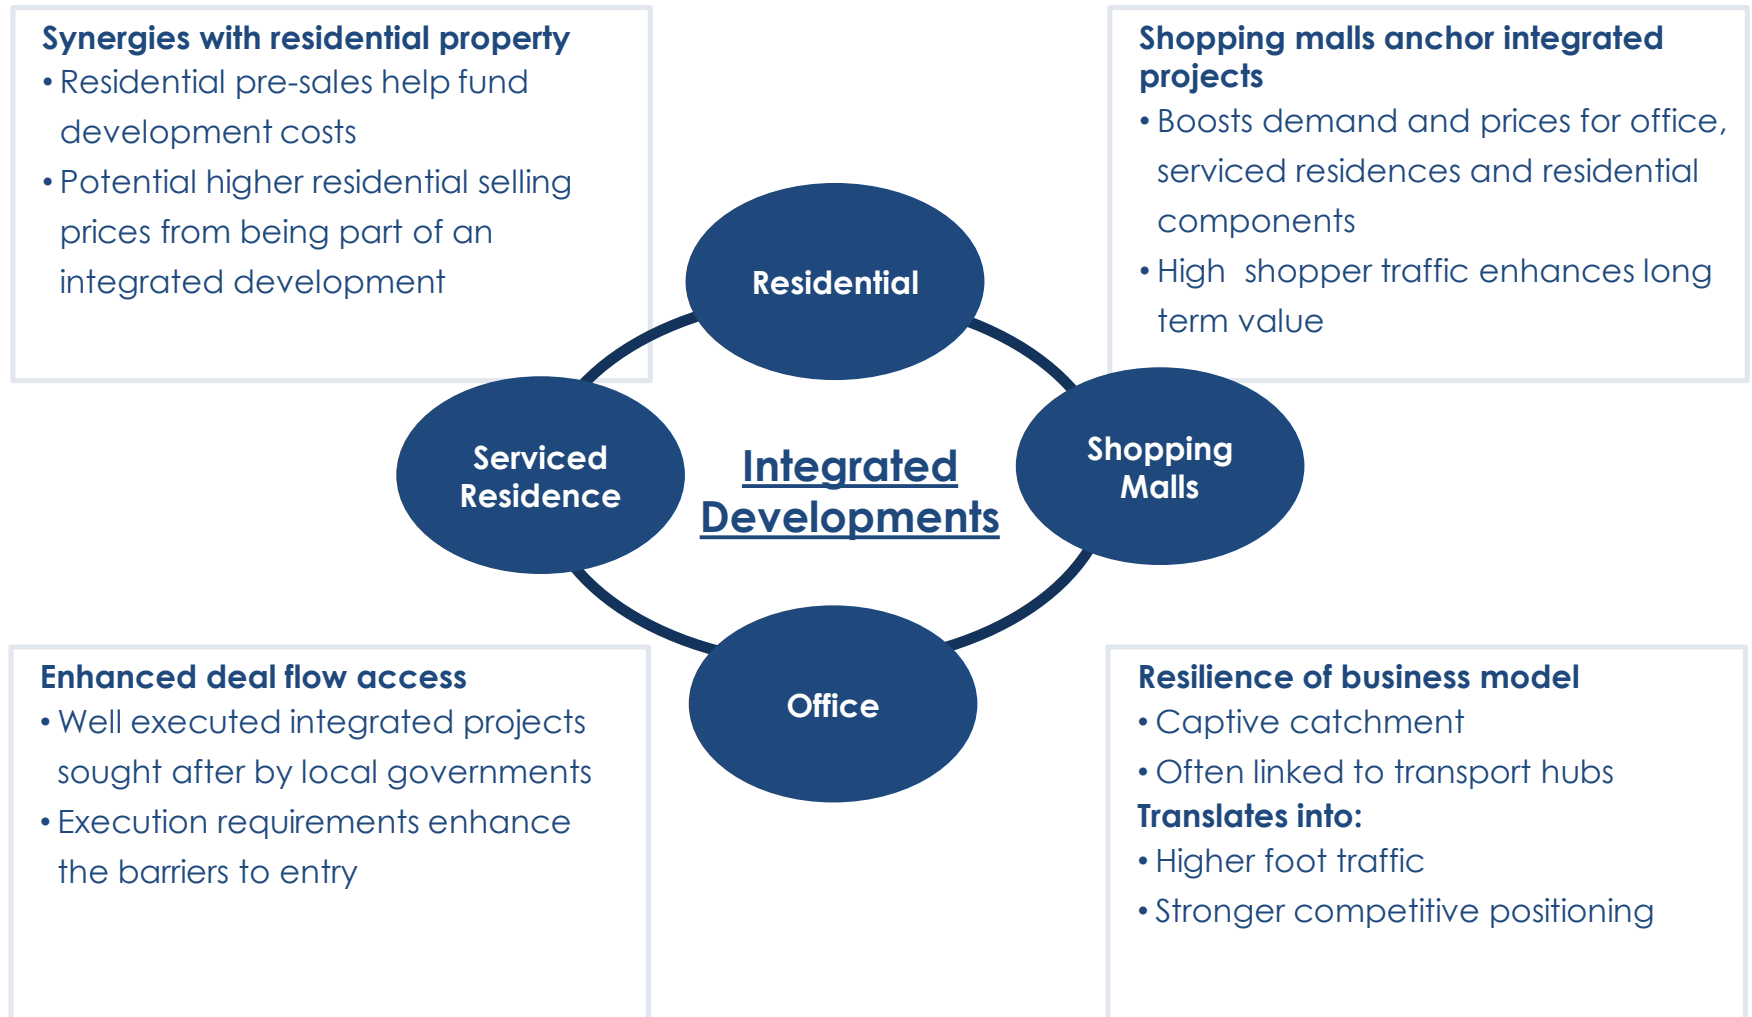 Synergies with residential property
• Residential pre-sales help fund
development costs
• Potential higher residential selling
prices from being part of an
integrated development
Shopping malls anchor integrated
projects
• Boosts demand and prices for office,
serviced residences and residential
components
• High shopper traffic enhances long
term value
Residential
Serviced
Residence
Integrated
Developments
Shopping
Malls
Office
Enhanced deal flow access
• Well executed integrated projects
sought after by local governments
• Execution requirements enhance
the barriers to entry
Resilience of business model
• Captive catchment
• Often linked to transport hubs
Translates into:
• Higher foot traffic
• Stronger competitive positioning